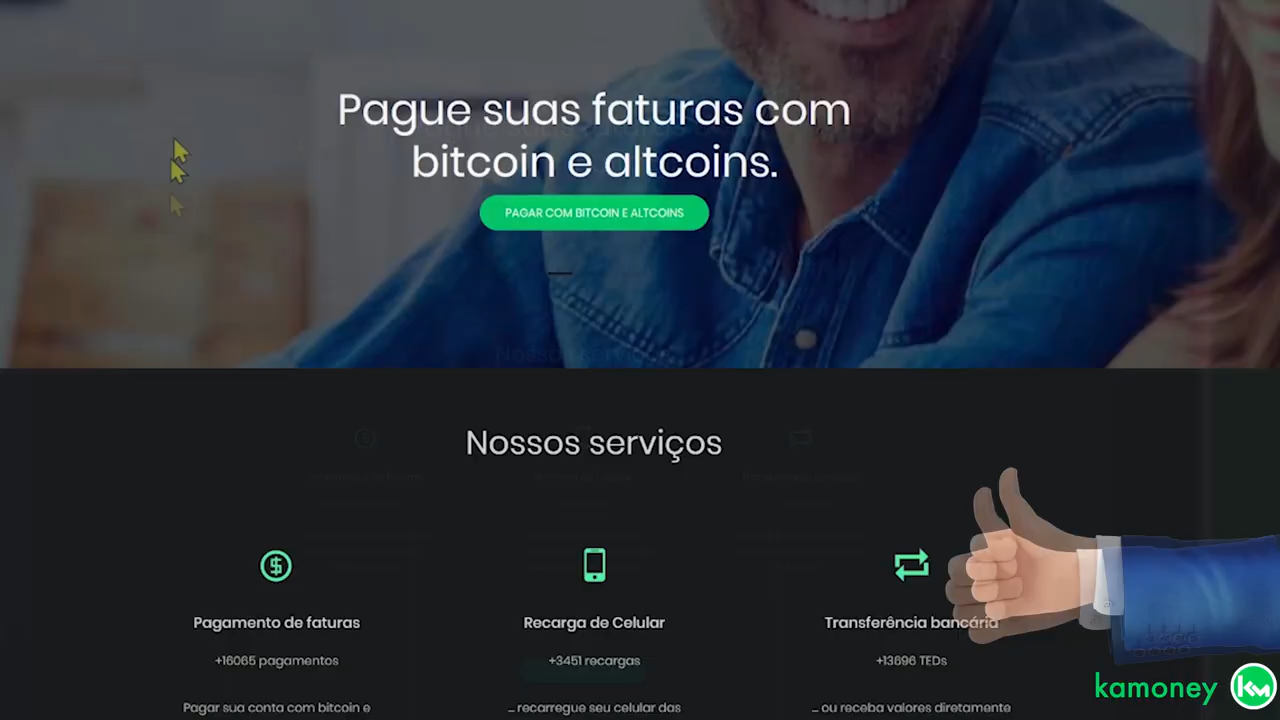 Pague suas faturas com
bitcoin e altcoins.
PAGAR COM BITCOIN E ALTCOINS
Nossos serviços
Pagamento de faturas
Recarga de Celular
Transferência bancária
+16065 pagamentos
+3451 recargas
+13696 TEDs
Pagar sua conta com bitcoin e
... recarregue seu celular das
... ou receba valores diretamente
kamoney